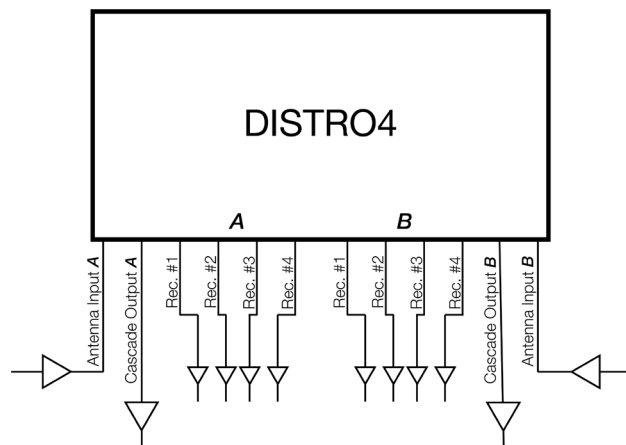 DISTRO4
A
B
Antenna Input A
Cascade Output A
Rec. #1
Rec. #2
Rec. #3
Rec. #4
Rec. #1
Rec. #2
Rec. #3
Rec. #4
Cascade Output B
Antenna Input B